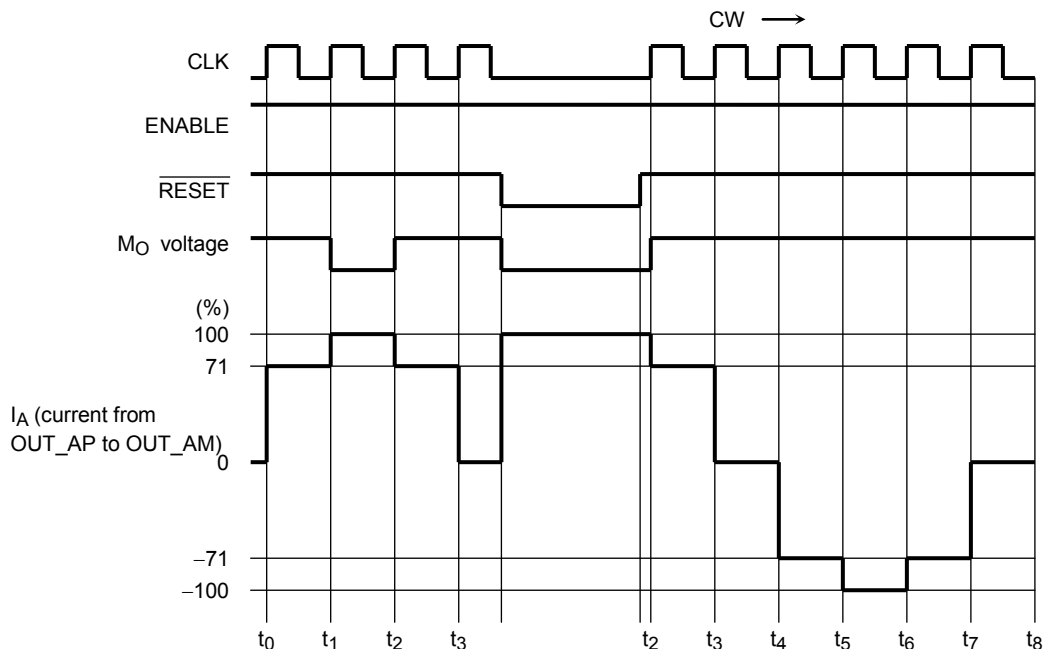 CW
CLK
ENABLE
RESET
MO voltage
(%)
100
71
IA (current from
OUT_AP to OUT_AM)
0
−71
−100
t0 t1 t2 t3 t2 t3 t4 t5 t6 t7 t8